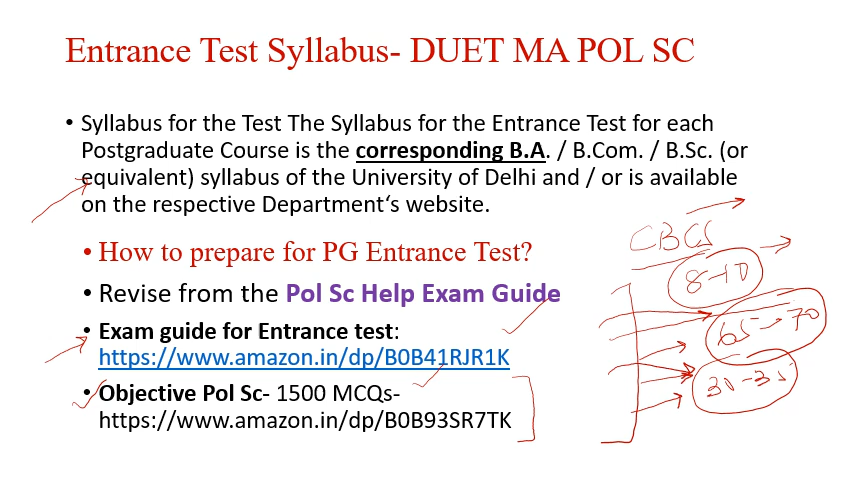 Entrance Test Syllabus- DUET MA POL SC
• Syllabus for the Test The Syllabus for the Entrance Test for each
Postgraduate Course is the corresponding B.A. / B.Com. / B.Sc. (or
equivalent) syllabus of the University of Delhi and / or is available
on the respective Department‘s website.
CBCS
• How to prepare for PG Entrance Test?
8-10
• Revise from the Pol Sc Help Exam Guide
65-70
• Exam guide for Entrance test:
https://www.amazon.in/dp/B0B41RJR1K
30-35
• Objective Pol Sc- 1500 MCQs-
https://www.amazon.in/dp/B0B93SR7TK